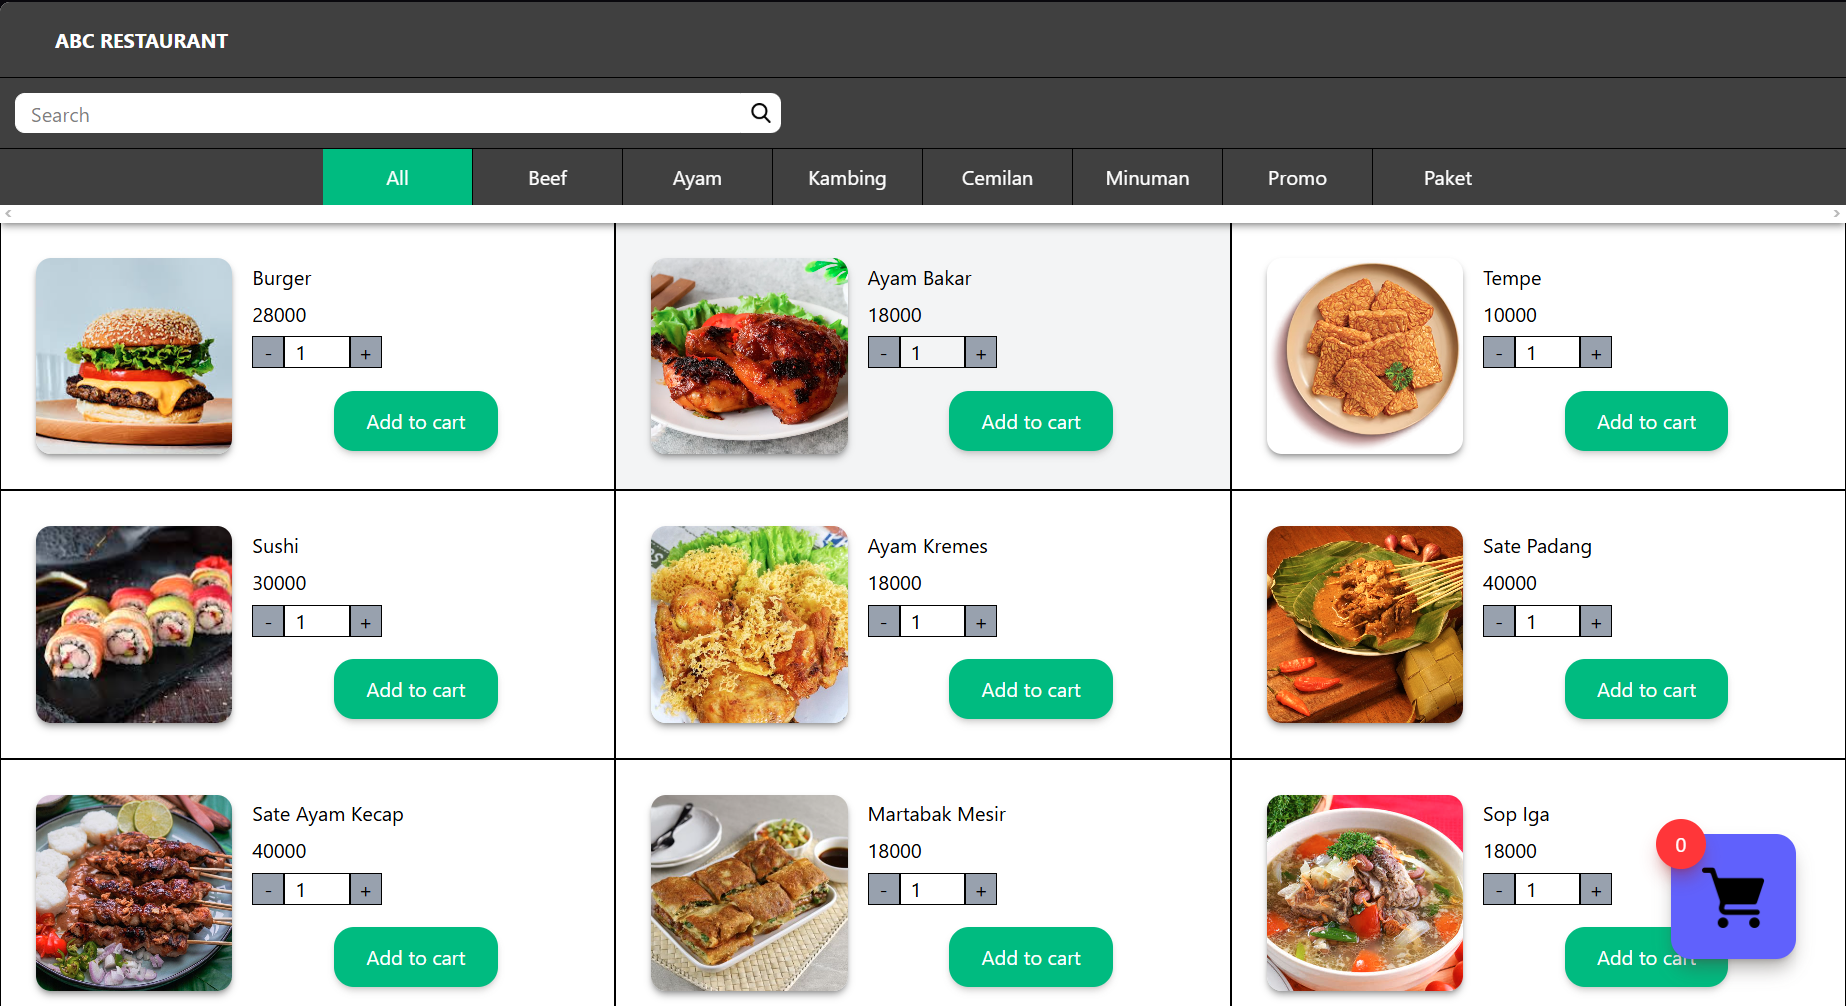 ABC RESTAURANT
Search
All Beef Ayam Kambing Cemilan Minuman Promo Paket
Burger
28000
- 1 +
Add to cart
Ayam Bakar
18000
- 1 +
Add to cart
Tempe
10000
- 1 +
Add to cart
Sushi
30000
- 1 +
Add to cart
Ayam Kremes
18000
- 1 +
Add to cart
Sate Padang
40000
- 1 +
Add to cart
Sate Ayam Kecap
40000
- 1 +
Add to cart
Martabak Mesir
18000
- 1 +
Add to cart
Sop Iga
18000
- 1 +
Add to cart
0